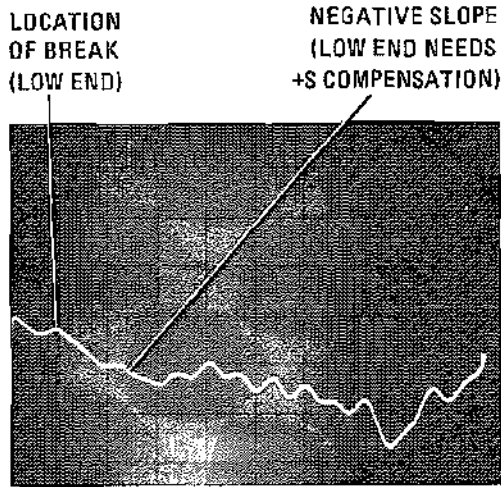 LOCATION
OF BREAK
(LOW END)
NEGATIVE SLOPE
(LOW END NEEDS
+S COMPENSATION)